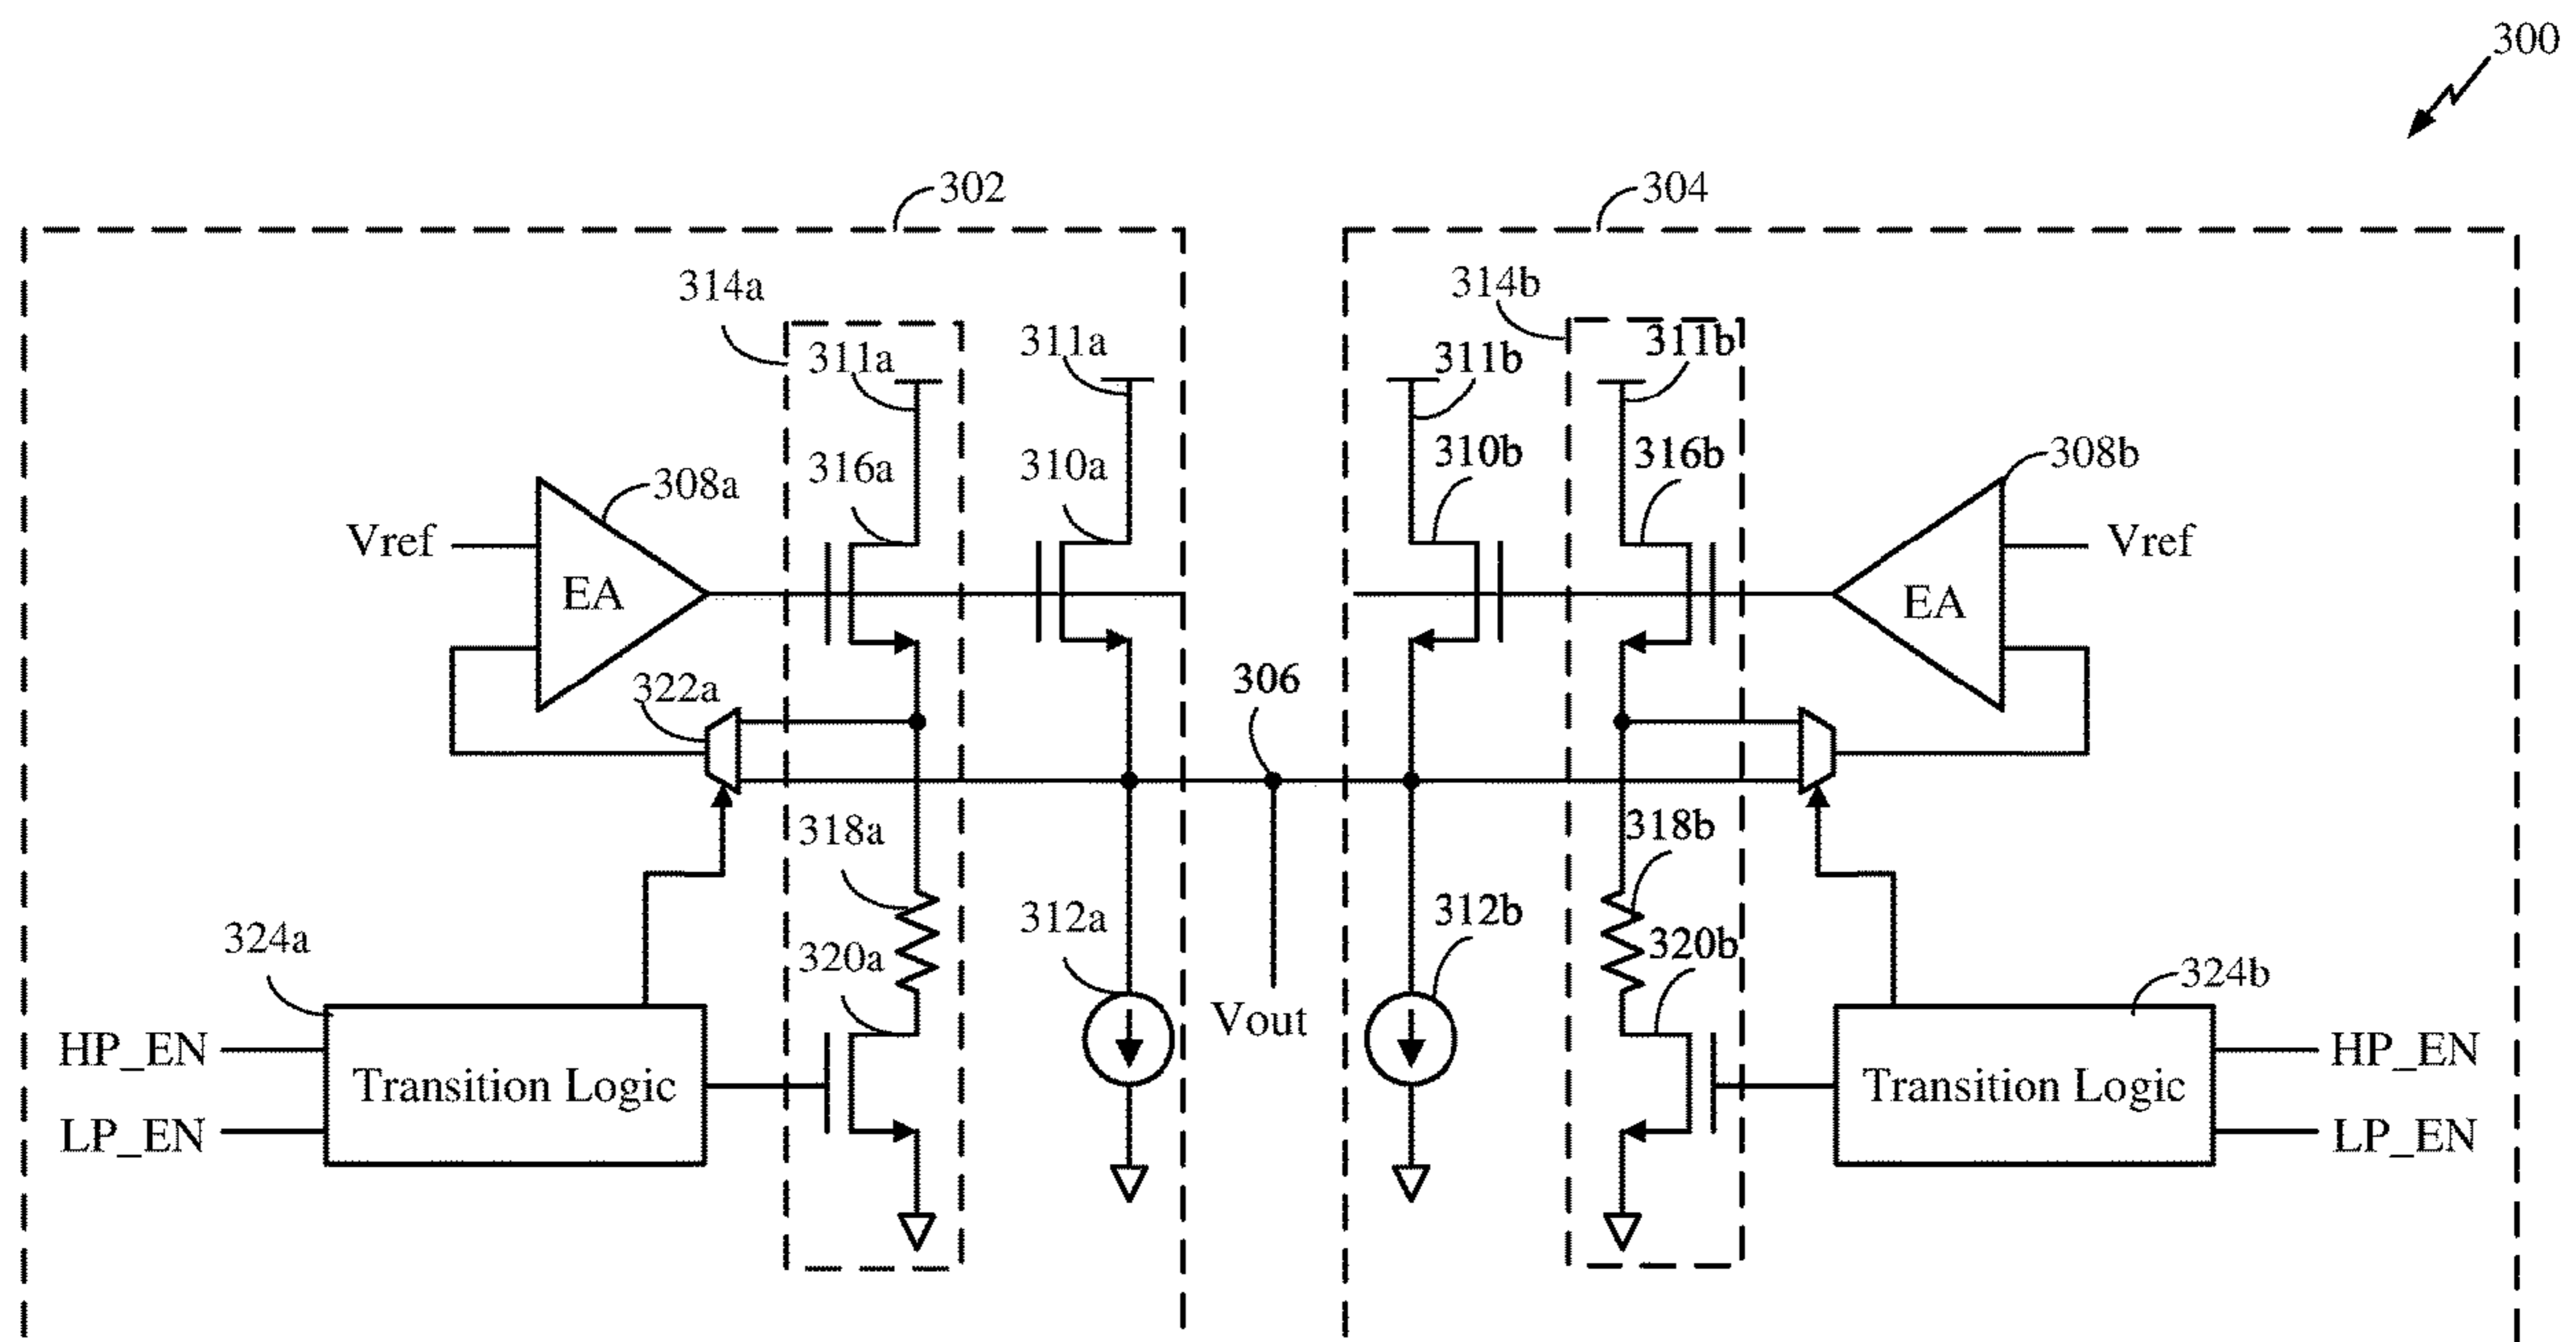 300
302
304
314a
314b
311a
311a
311b
311b
316a
310a
310b
316b
308a
308b
Vref
EA
EA
Vref
322a
306
318a
318b
324a
320a
312a
Vout
312b
320b
324b
HP_EN
LP_EN
Transition Logic
Transition Logic
HP_EN
LP_EN